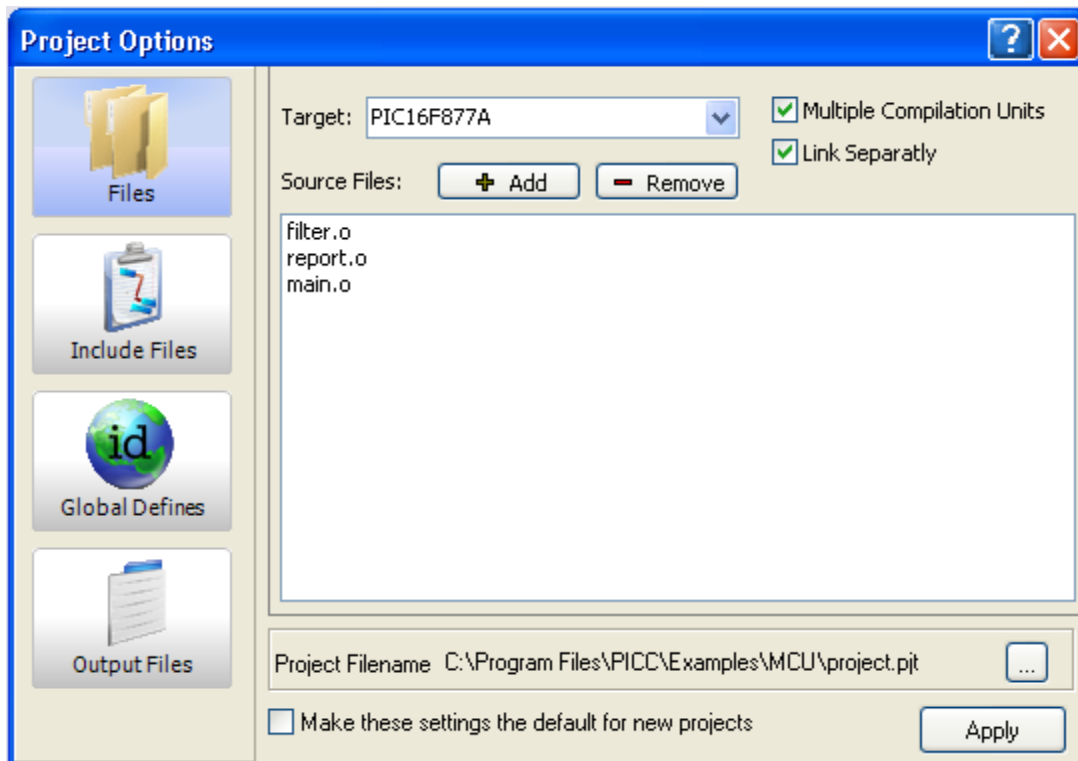 Project Options
Files
Include Files
id
Global Defines
Output Files
Target: PIC16F877A
Multiple Compilation Units
Link Separatly
Source Files: Add Remove
filter.o
report.o
main.o
Project Filename C:\Program Files\PICC\Examples\MCU\project.pjt ...
Make these settings the default for new projects
Apply